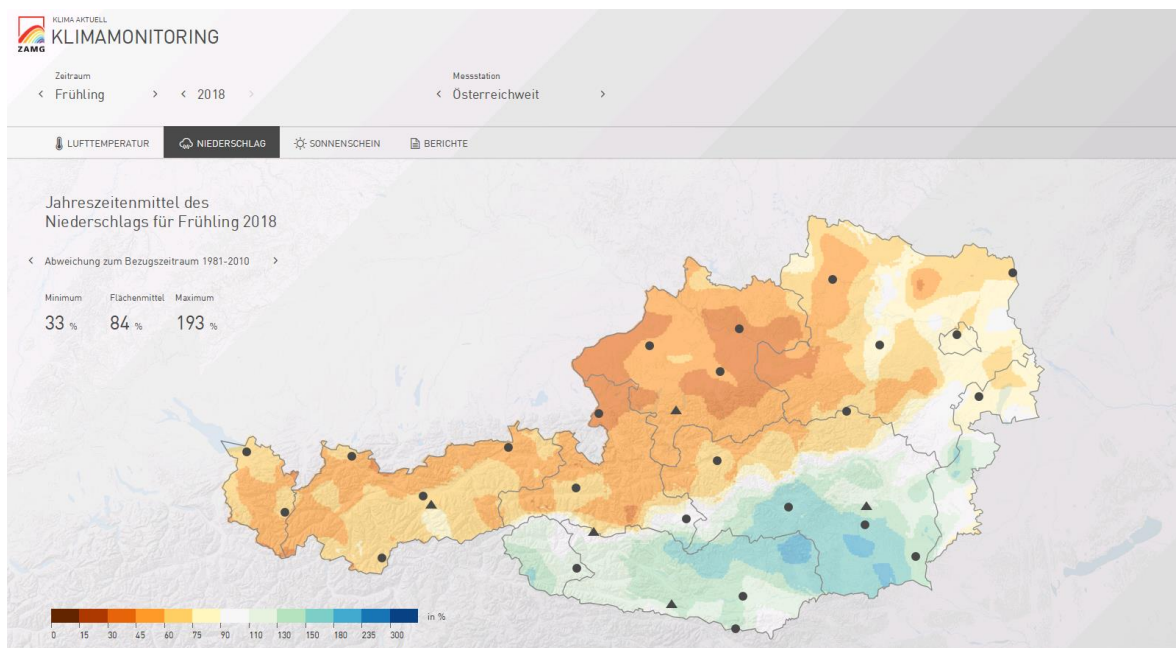 KLIMA AKTUELL
ZAMG
KLIMAMONITORING
Zeitraum
Messstation
‹ Frühling › ‹ 2018 ›
‹ Österreichweit ›
LUFTTEMPERATUR NIEDERSCHLAG SONNENSCHEIN BERICHTE
Jahreszeitenmittel des
Niederschlags für Frühling 2018
‹ Abweichung zum Bezugszeitraum 1981-2010 ›
Minimum Flächenmittel Maximum
33 % 84 % 193 %
in %
0 15 30 45 60 75 90 110 130 150 180 235 300